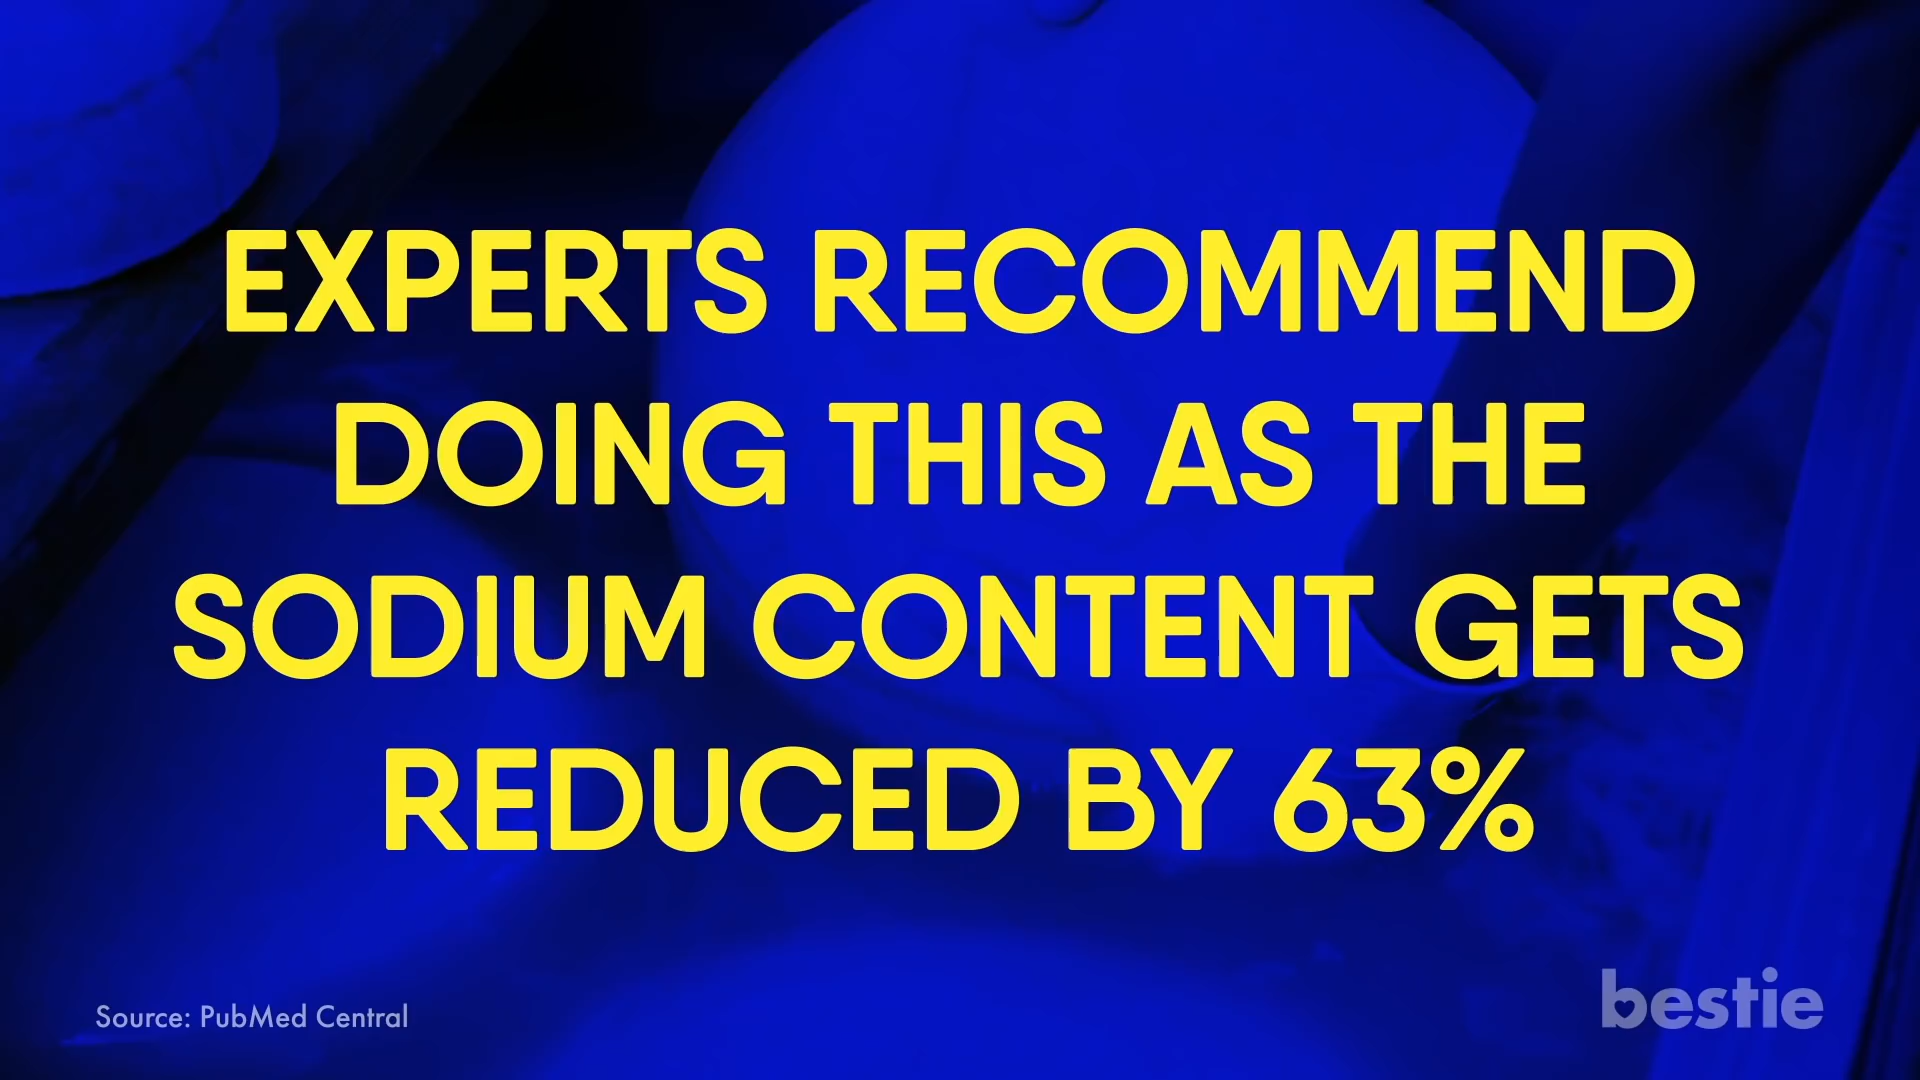 EXPERTS RECOMMEND
DOING THIS AS THE
SODIUM CONTENT GETS
REDUCED BY 63%
Source: PubMed Central
bestie